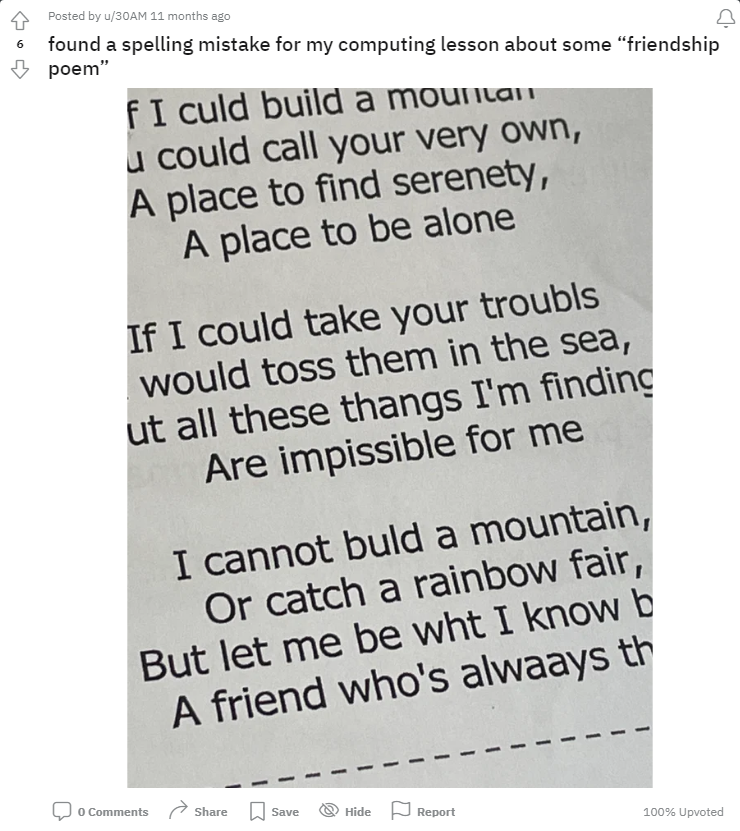 Posted by u/30AM 11 months ago
6
found a spelling mistake for my computing lesson about some “friendship
poem”
f I culd build a mountan
u could call your very own,
A place to find serenety,
A place to be alone
If I could take your troubls
would toss them in the sea,
ut all these thangs I'm finding
Are impissible for me
I cannot buld a mountain,
Or catch a rainbow fair,
But let me be wht I know b
A friend who's alwaays th
0 Comments
Share
Save
Hide
Report
100% Upvoted